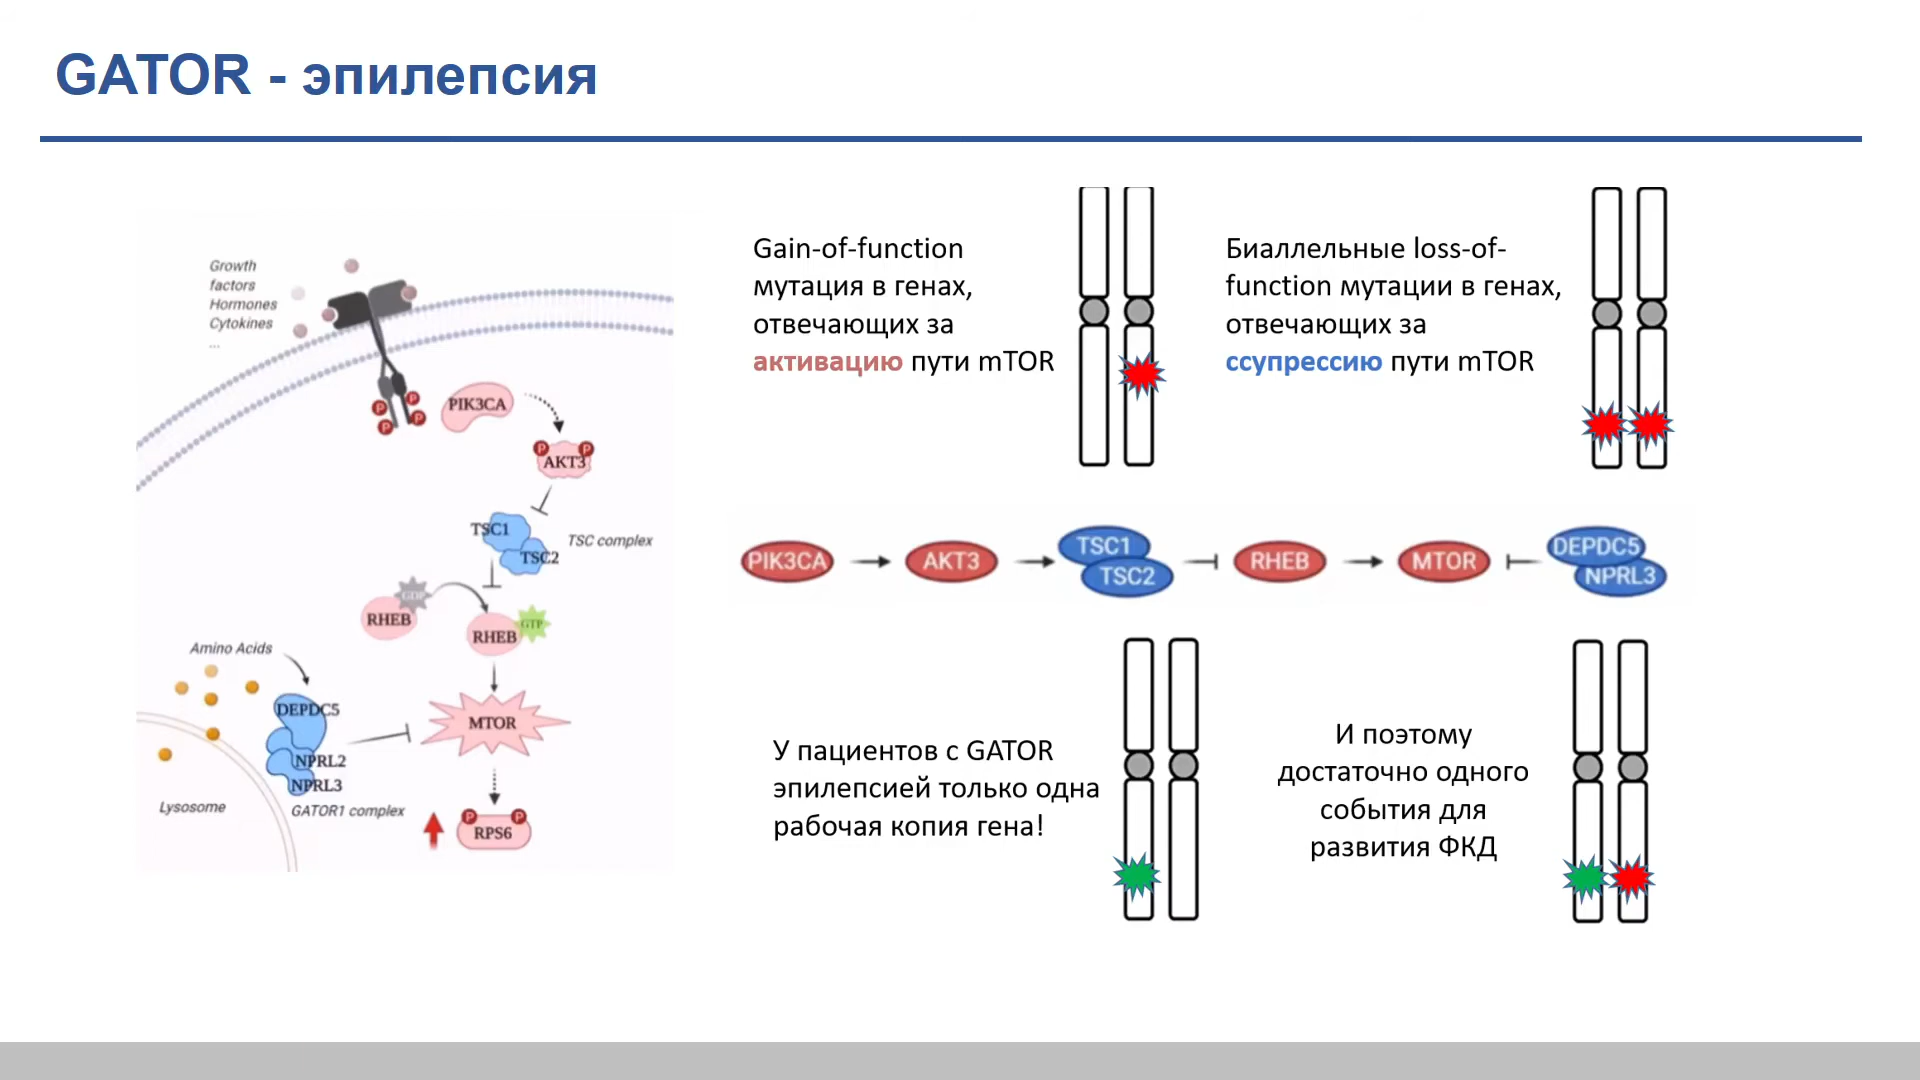 GATOR - эпилепсия
Growth
factors
Hormones
Cytokines
...
P
P
P
P
PIK3CA
P
P
AKT3
TSC1
TSC2
TSC complex
GDP
RHEB
RHEB
GTP
Amino Acids
DEPDC5
NPRL2
NPRL3
MTOR
Lysosome
GATOR1 complex
P
P
RPS6
Gain-of-function
мутация в генах,
отвечающих за
активацию пути mTOR
Биаллельные loss-of-
function мутации в генах,
отвечающих за
ссупрессию пути mTOR
PIK3CA
AKT3
TSC1
TSC2
RHEB
MTOR
DEPDC5
NPRL3
У пациентов с GATOR
эпилепсией только одна
рабочая копия гена!
И поэтому
достаточно одного
события для
развития ФКД